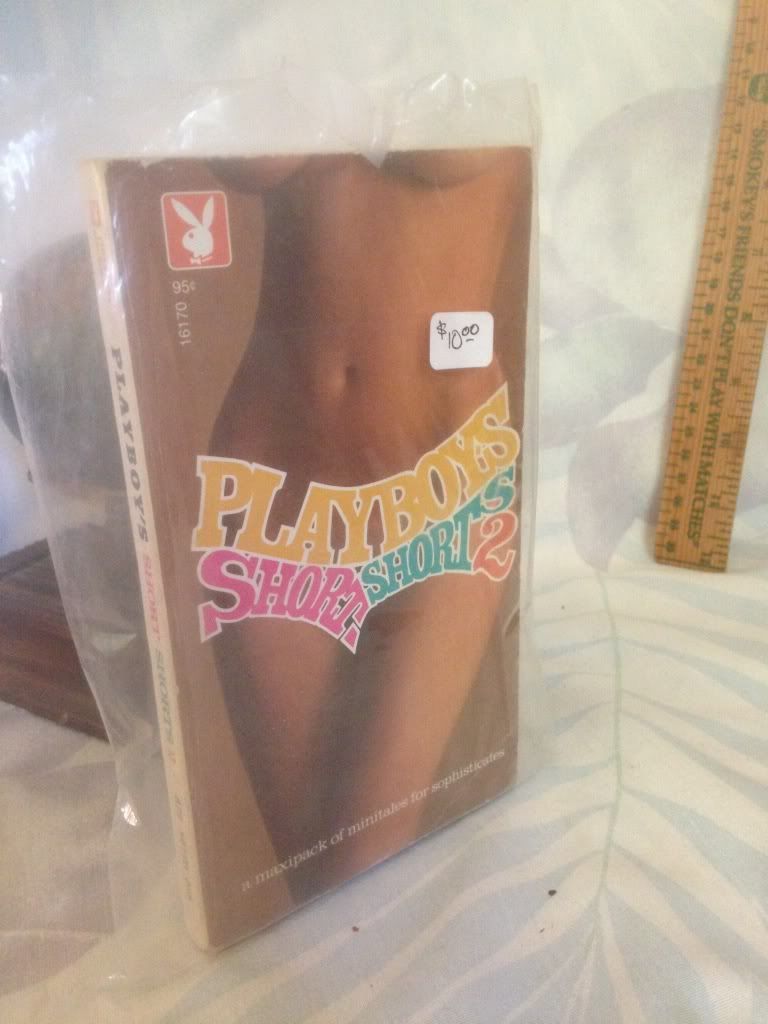 95¢
16170
$10.00
PLAYBOYS
SHORT-
SHORTS
2
a maxipack of minitales for sophisticates
PLAYBOY'S SHORT-SHORTS 2
"SMOKEY'S FRIENDS DON'T PLAY WITH MATCHES"